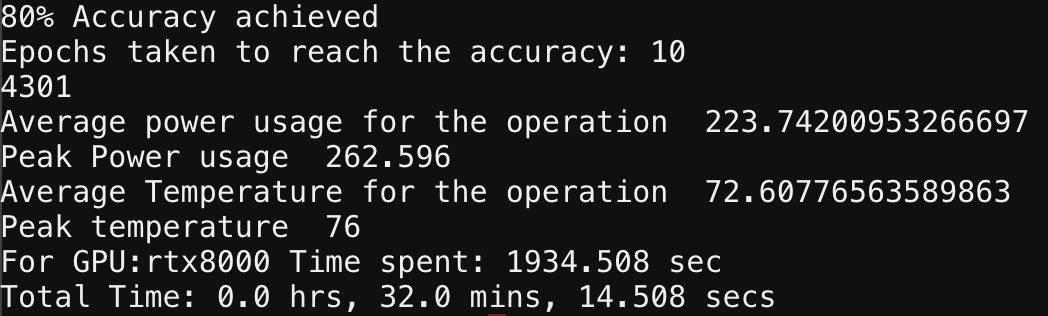 80% Accuracy achieved
Epochs taken to reach the accuracy: 10
4301
Average power usage for the operation  223.74200953266697
Peak Power usage  262.596
Average Temperature for the operation  72.60776563589863
Peak temperature  76
For GPU:rtx8000 Time spent: 1934.508 sec
Total Time: 0.0 hrs, 32.0 mins, 14.508 secs